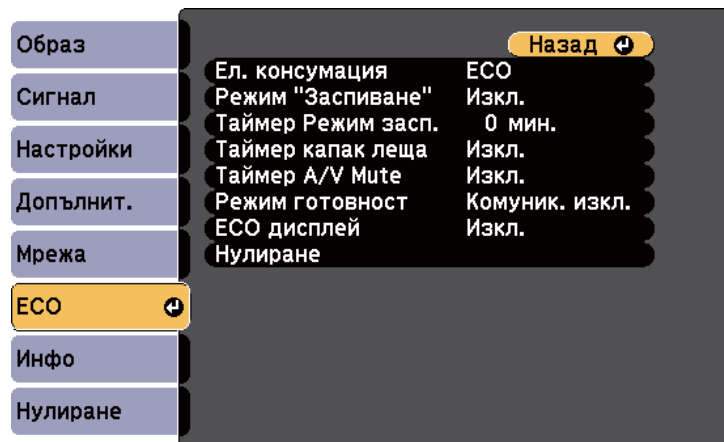 Образ
Сигнал
Настройки
Допълнит.
Мрежа
ECO
Инфо
Нулиране
Назад
Ел. консумация ECO
Режим "Заспиване" Изкл.
Таймер Режим засп. 0 мин.
Таймер капак леща Изкл.
Таймер A/V Mute Изкл.
Режим готовност Комуник. изкл.
ECO дисплей Изкл.
Нулиране